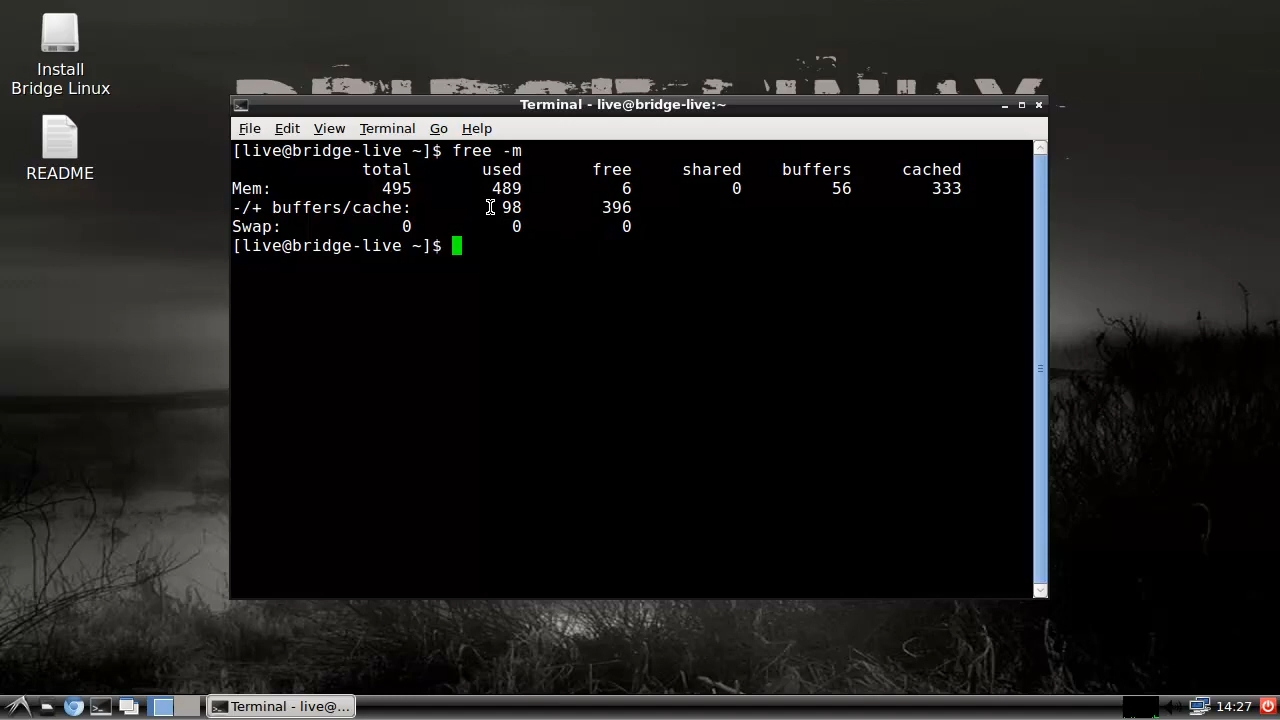 Install
Bridge Linux
README
Terminal - live@bridge-live:~
File Edit View Terminal Go Help
[live@bridge-live ~]$ free -m
total used free shared buffers cached
Mem: 495 489 6 0 56 333
-/+ buffers/cache: 98 396
Swap: 0 0 0
[live@bridge-live ~]$
Terminal - live@...
14:27